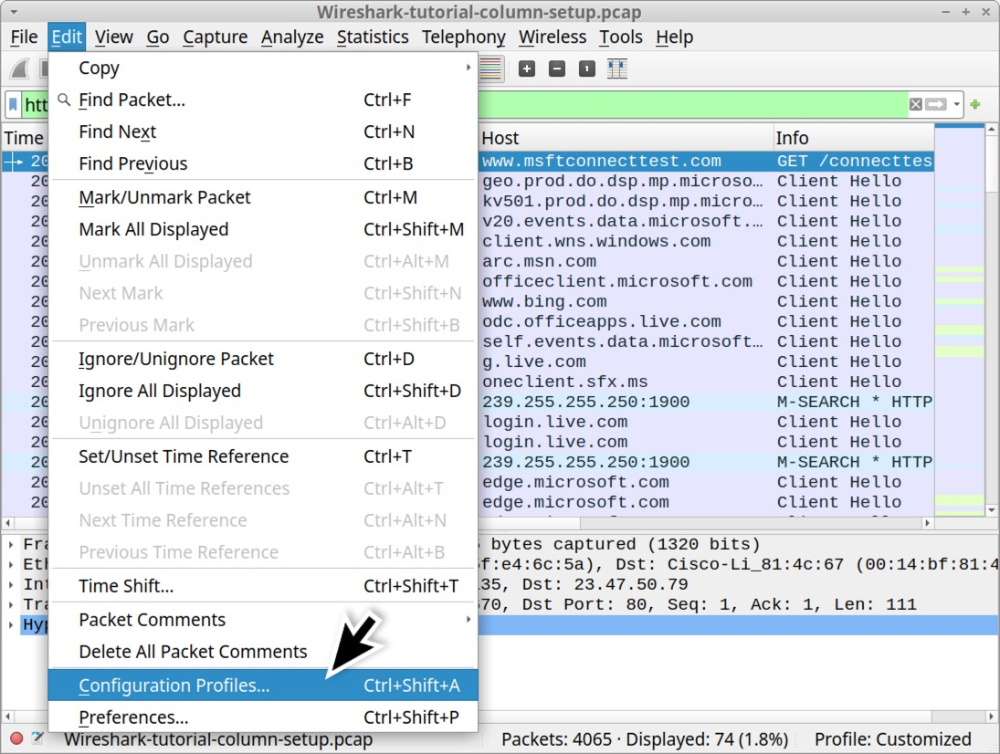 Wireshark-tutorial-column-setup.pcap
File Edit View Go Capture Analyze Statistics Telephony Wireless Tools Help
Copy
Find Packet... Ctrl+F
Find Next Ctrl+N
Find Previous Ctrl+B
Mark/Unmark Packet Ctrl+M
Mark All Displayed Ctrl+Shift+M
Unmark All Displayed Ctrl+Alt+M
Next Mark Ctrl+Shift+N
Previous Mark Ctrl+Shift+B
Ignore/Unignore Packet Ctrl+D
Ignore All Displayed Ctrl+Shift+D
Unignore All Displayed Ctrl+Alt+D
Set/Unset Time Reference Ctrl+T
Unset All Time References Ctrl+Alt+T
Next Time Reference Ctrl+Alt+N
Previous Time Reference Ctrl+Alt+B
Time Shift... Ctrl+Shift+T
Packet Comments
Delete All Packet Comments
Configuration Profiles... Ctrl+Shift+A
Preferences... Ctrl+Shift+P
htt
Time Host Info
20 www.msftconnecttest.com GET /connecttes
20 geo.prod.do.dsp.mp.microso… Client Hello
20 kv501.prod.do.dsp.mp.micro… Client Hello
20 v20.events.data.microsoft.… Client Hello
20 client.wns.windows.com Client Hello
20 arc.msn.com Client Hello
20 officeclient.microsoft.com Client Hello
20 www.bing.com Client Hello
20 odc.officeapps.live.com Client Hello
20 self.events.data.microsoft… Client Hello
20 g.live.com Client Hello
20 oneclient.sfx.ms Client Hello
20 239.255.255.250:1900 M-SEARCH * HTTP
20 login.live.com Client Hello
20 login.live.com Client Hello
20 239.255.255.250:1900 M-SEARCH * HTTP
20 edge.microsoft.com Client Hello
20 edge.microsoft.com Client Hello
Fra bytes captured (1320 bits)
Eth f:e4:6c:5a), Dst: Cisco-Li_81:4c:67 (00:14:bf:81:4
Int 35, Dst: 23.47.50.79
Tra 70, Dst Port: 80, Seq: 1, Ack: 1, Len: 111
Hyp
Wireshark-tutorial-column-setup.pcap Packets: 4065 · Displayed: 74 (1.8%) Profile: Customized